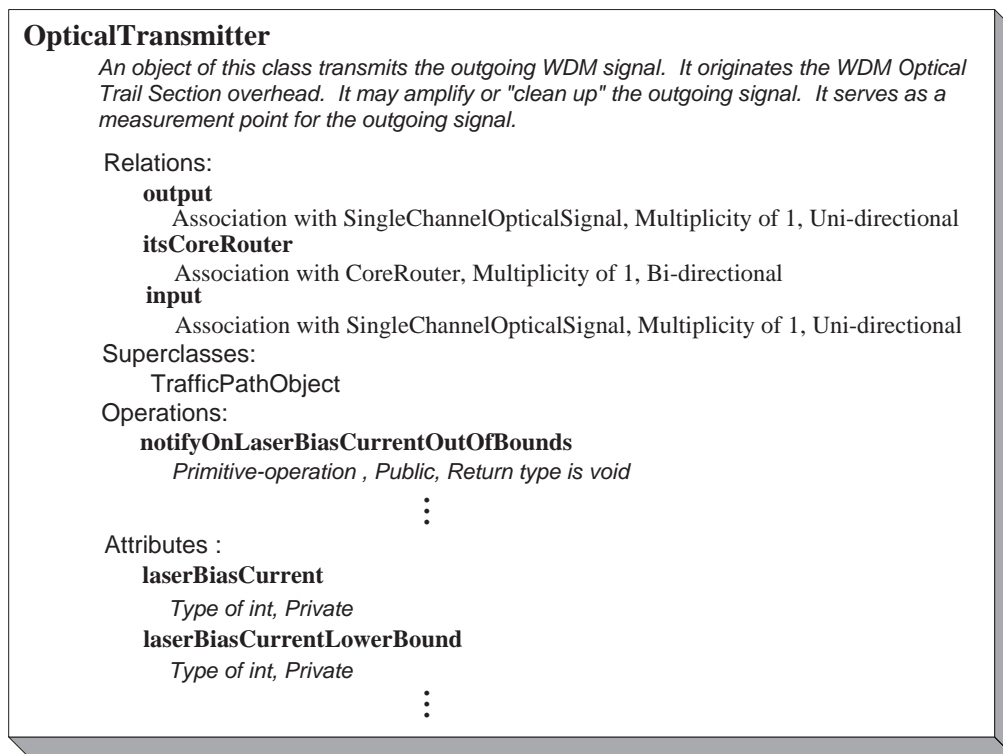 OpticalTransmitter
An object of this class transmits the outgoing WDM signal. It originates the WDM Optical
Trail Section overhead. It may amplify or "clean up" the outgoing signal. It serves as a
measurement point for the outgoing signal.
Relations:
output
Association with SingleChannelOpticalSignal, Multiplicity of 1, Uni-directional
itsCoreRouter
Association with CoreRouter, Multiplicity of 1, Bi-directional
input
Association with SingleChannelOpticalSignal, Multiplicity of 1, Uni-directional
Superclasses:
TrafficPathObject
Operations:
notifyOnLaserBiasCurrentOutOfBounds
Primitive-operation , Public, Return type is void
⋮
Attributes :
laserBiasCurrent
Type of int, Private
laserBiasCurrentLowerBound
Type of int, Private
⋮